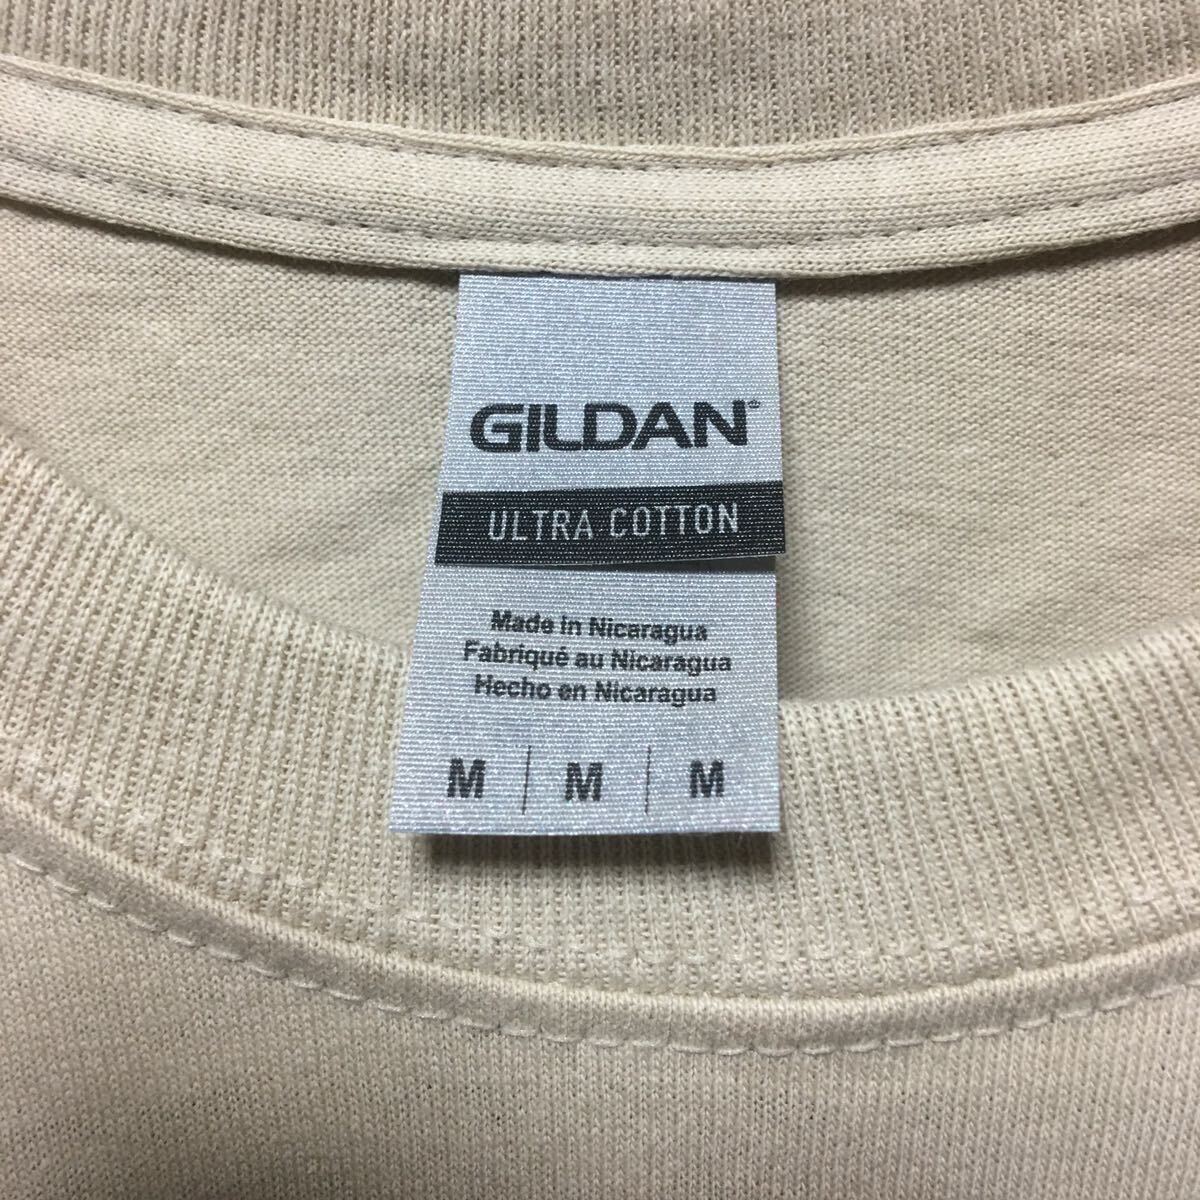 GILDAN®
ULTRA COTTON
Made in Nicaragua
Fabriqué au Nicaragua
Hecho en Nicaragua
M | M | M